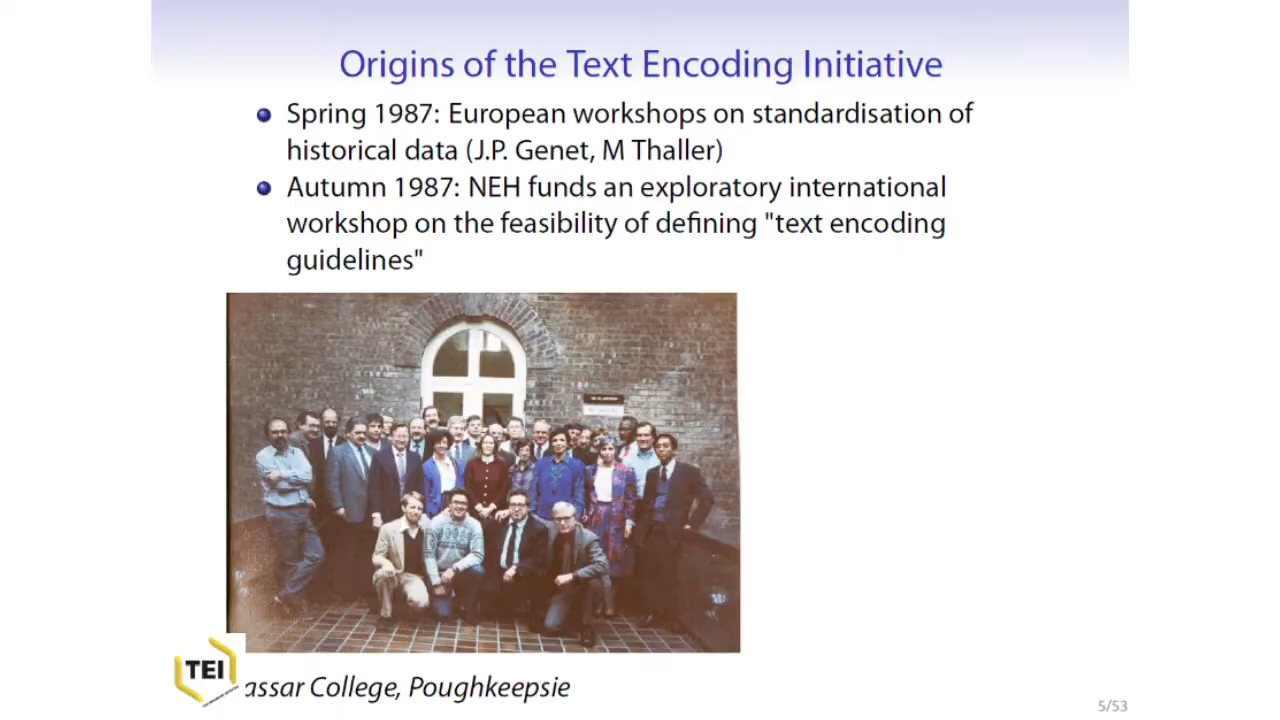 Origins of the Text Encoding Initiative
Spring 1987: European workshops on standardisation of
historical data (J.P. Genet, M Thaller)
Autumn 1987: NEH funds an exploratory international
workshop on the feasibility of defining "text encoding
guidelines"
TEI
assar College, Poughkeepsie
5/53